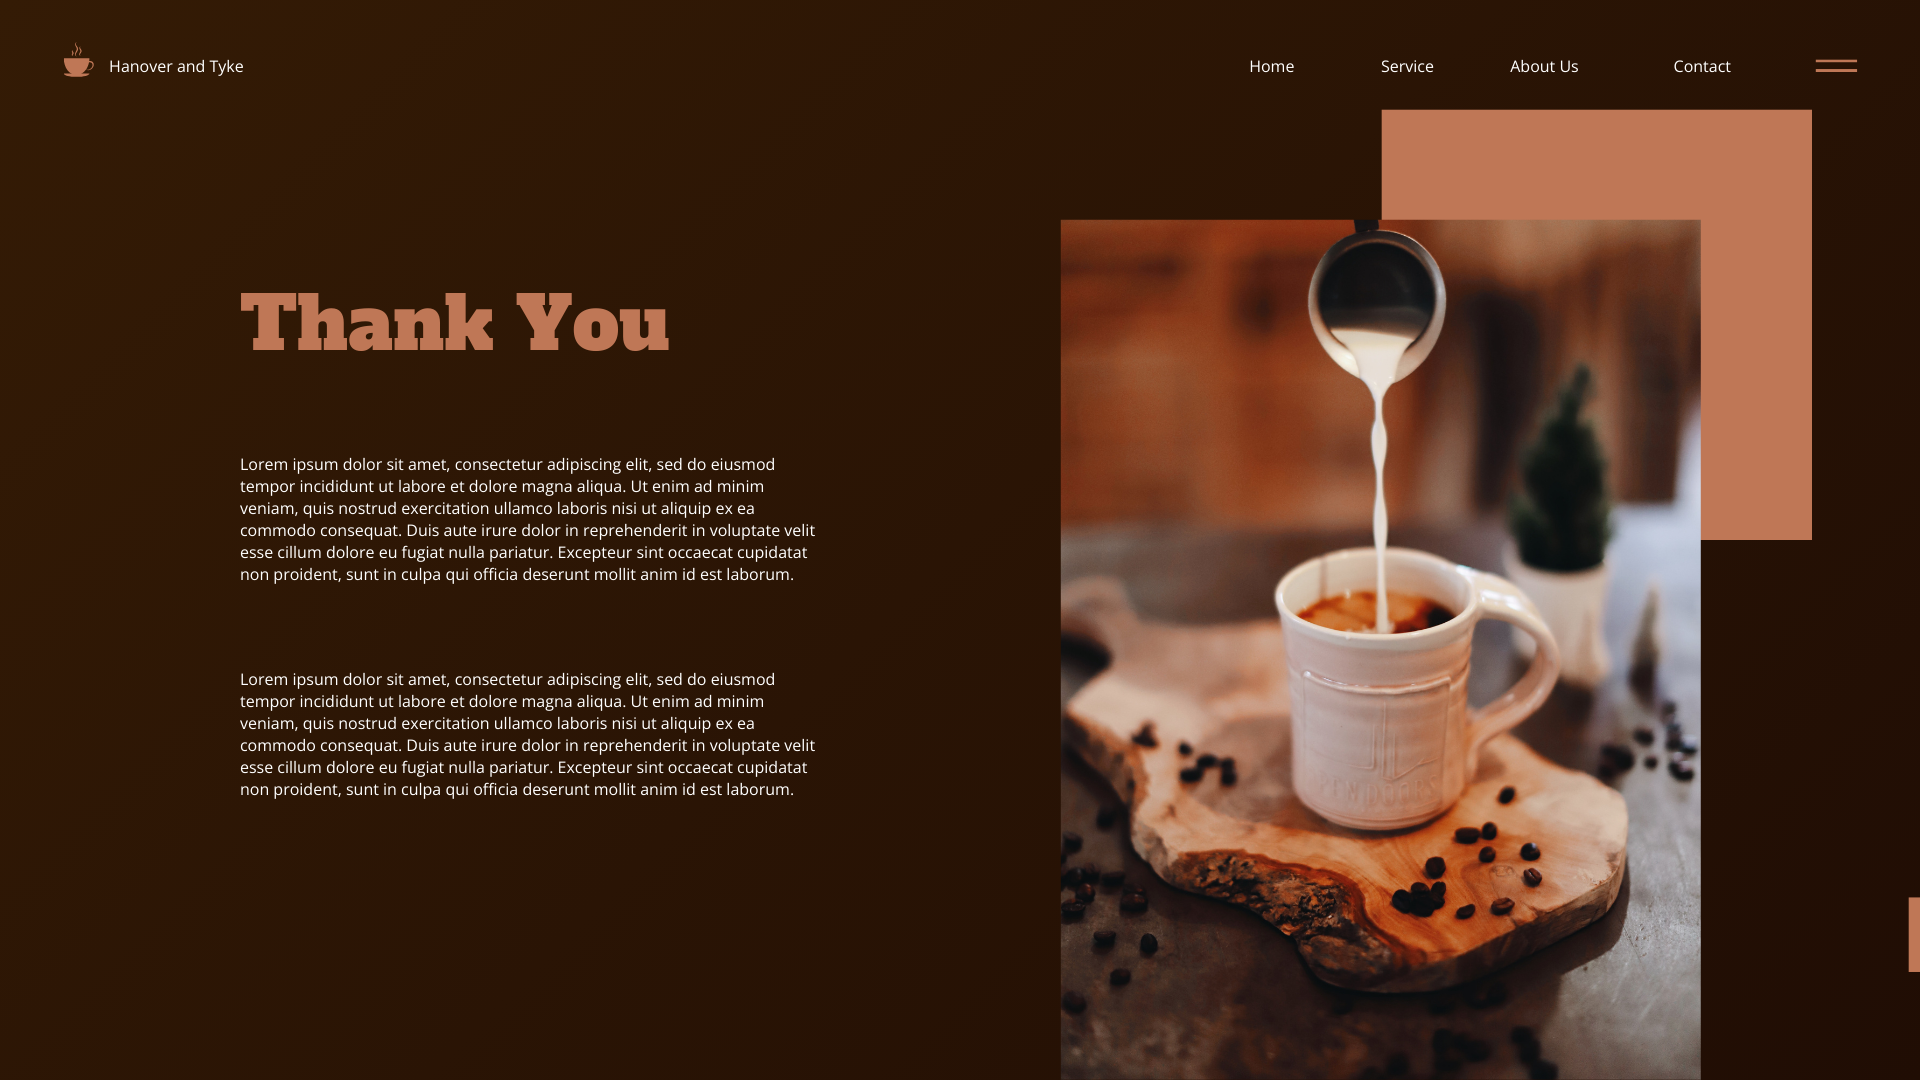 Hanover and Tyke
Home
Service
About Us
Contact
Thank You
Lorem ipsum dolor sit amet, consectetur adipiscing elit, sed do eiusmod
tempor incididunt ut labore et dolore magna aliqua. Ut enim ad minim
veniam, quis nostrud exercitation ullamco laboris nisi ut aliquip ex ea
commodo consequat. Duis aute irure dolor in reprehenderit in voluptate velit
esse cillum dolore eu fugiat nulla pariatur. Excepteur sint occaecat cupidatat
non proident, sunt in culpa qui officia deserunt mollit anim id est laborum.
Lorem ipsum dolor sit amet, consectetur adipiscing elit, sed do eiusmod
tempor incididunt ut labore et dolore magna aliqua. Ut enim ad minim
veniam, quis nostrud exercitation ullamco laboris nisi ut aliquip ex ea
commodo consequat. Duis aute irure dolor in reprehenderit in voluptate velit
esse cillum dolore eu fugiat nulla pariatur. Excepteur sint occaecat cupidatat
non proident, sunt in culpa qui officia deserunt mollit anim id est laborum.